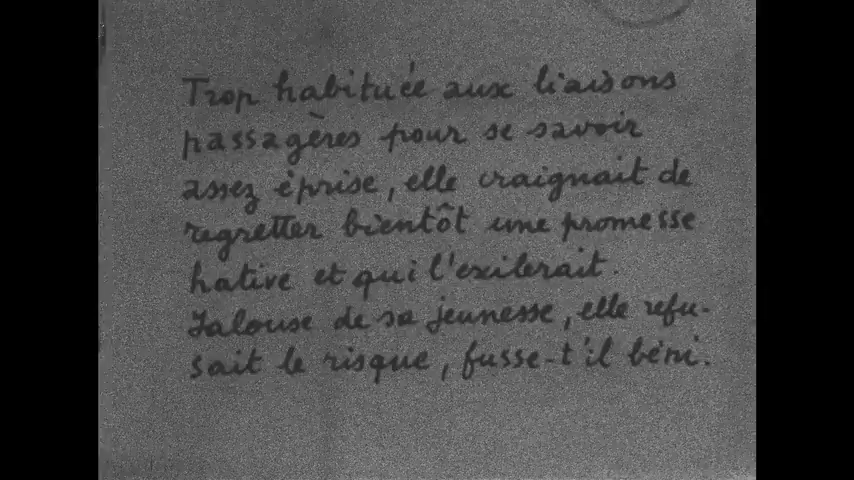 Trop habituée aux liaisons
passagères pour se savoir
assez éprise, elle craignait de
regretter bientôt une promesse
hative et qui l'exilerait.
Jalouse de sa jeunesse, elle refu-
sait le risque, fusse-t'il béni.